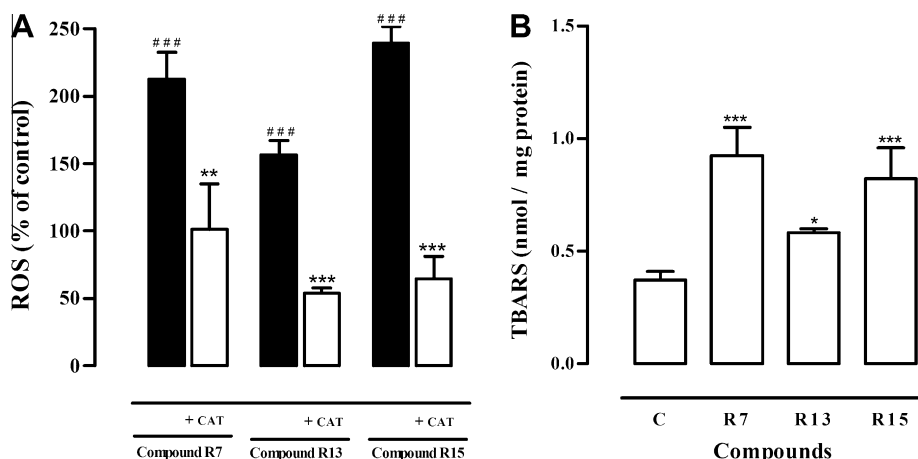 A
ROS (% of control)
250
200
150
100
50
0
###
**
###
***
###
***
+ CAT
+ CAT
+ CAT
Compound R7
Compound R13
Compound R15
B
TBARS (nmol / mg protein)
1.5
1.0
0.5
0.0
***
*
***
C
R7
R13
R15
Compounds